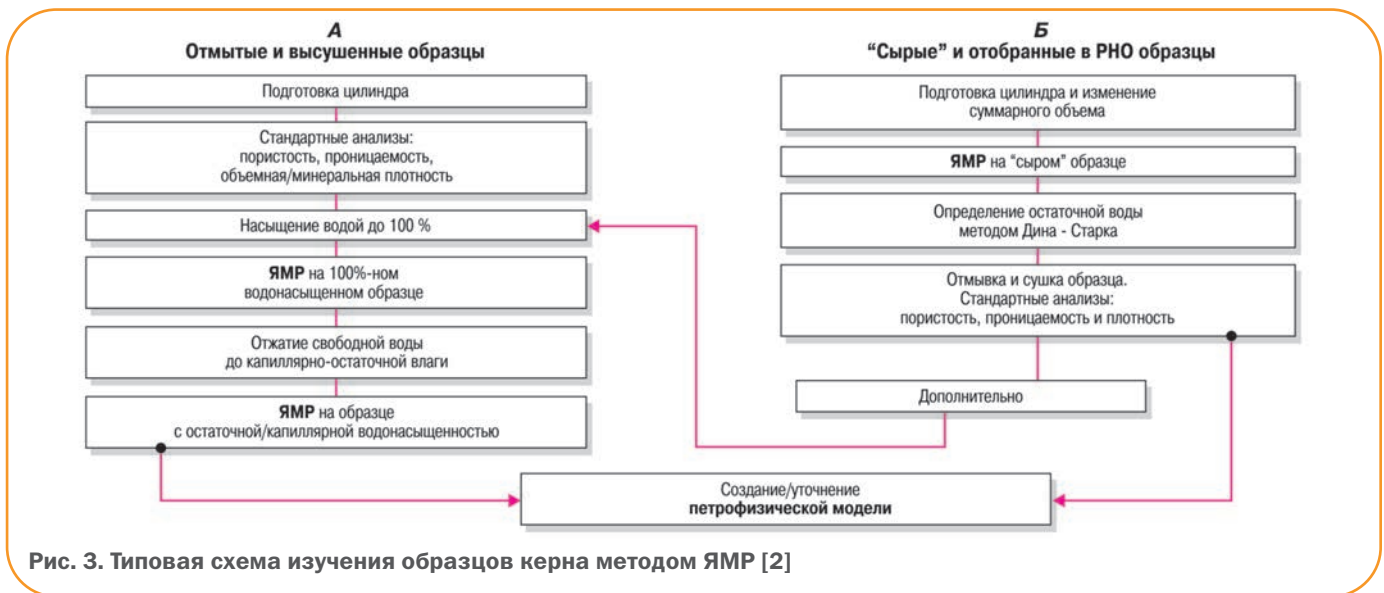 А
Отмытые и высушенные образцы
Подготовка цилиндра
Стандартные анализы:
пористость, проницаемость,
объемная/минеральная плотность
Насыщение водой до 100 %
ЯМР на 100%-ном
водонасыщенном образце
Отжатие свободной воды
до капиллярно-остаточной влаги
ЯМР на образце
с остаточной/капиллярной водонасыщенностью
Б
“Сырые” и отобранные в РНО образцы
Подготовка цилиндра и изменение
суммарного объема
ЯМР на “сыром” образце
Определение остаточной воды
методом Дина - Старка
Отмывка и сушка образца.
Стандартные анализы:
пористость, проницаемость и плотность
Дополнительно
Создание/уточнение
петрофизической модели
Рис. 3. Типовая схема изучения образцов керна методом ЯМР [2]